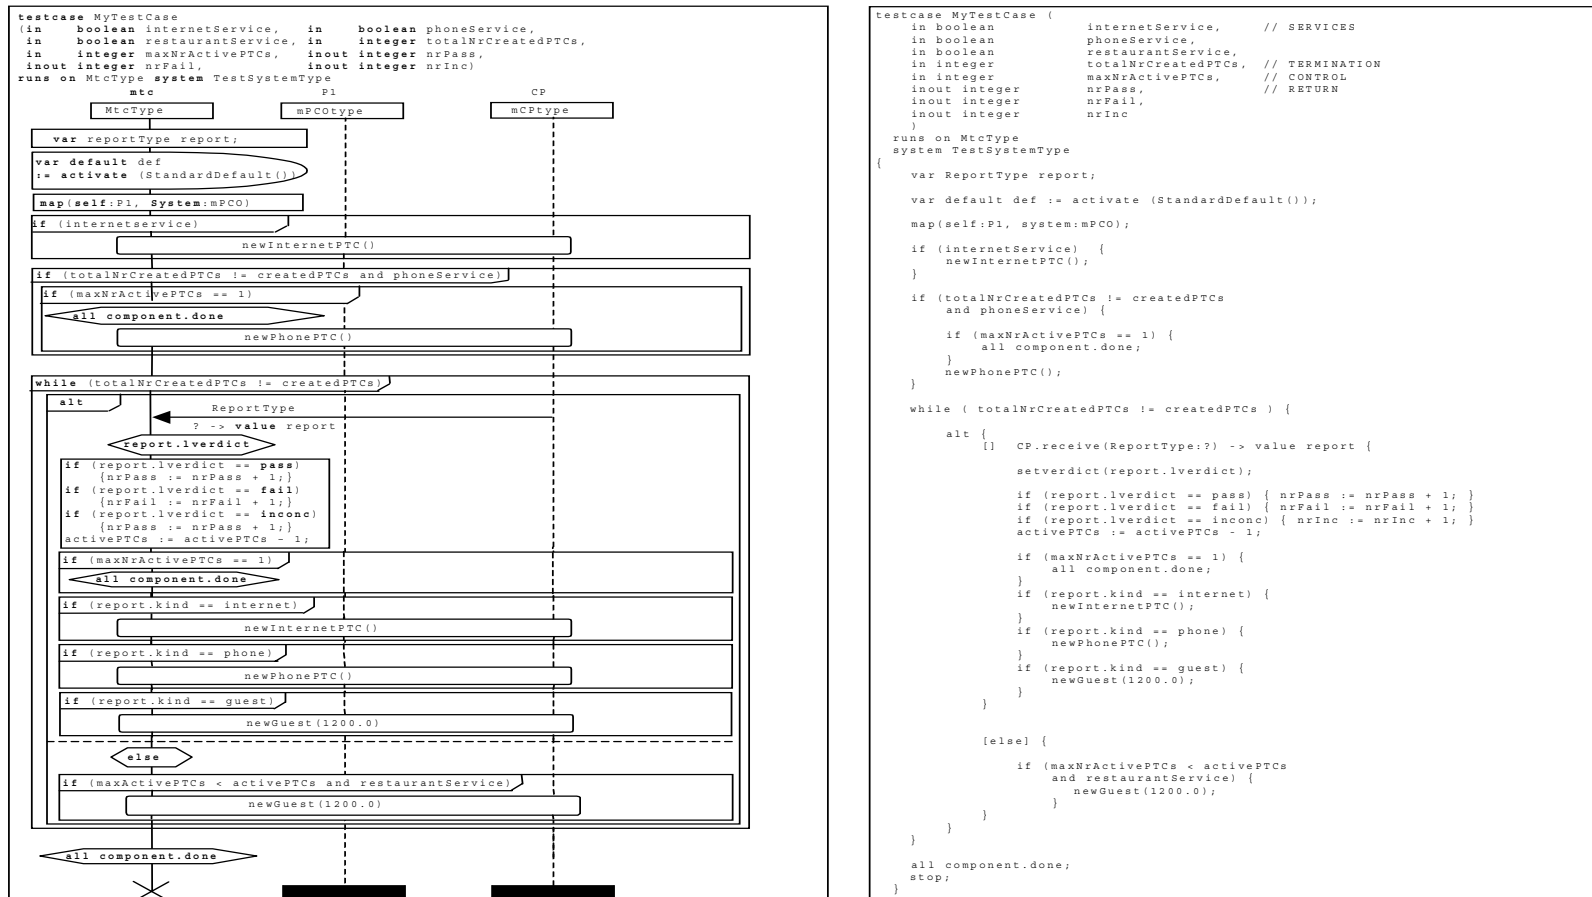 testcase MyTestCase
(in boolean internetService, in boolean phoneService,
in boolean restaurantService, in integer totalNrCreatedPTCs,
in integer maxNrActivePTCs, inout integer nrPass,
inout integer nrFail, inout integer nrInc)
runs on MtcType system TestSystemType
mtc P1 CP
MtcType mPCOtype mCPtype
var reportType report;
var default def
:= activate (StandardDefault())
map(self:P1, System:mPCO)
if (internetservice)
newInternetPTC()
if (totalNrCreatedPTCs != createdPTCs and phoneService)
if (maxNrActivePTCs == 1)
all component.done
newPhonePTC()
while (totalNrCreatedPTCs != createdPTCs)
alt
ReportType
? -> value report
report.lverdict
if (report.lverdict == pass)
{nrPass := nrPass + 1;}
if (report.lverdict == fail)
{nrFail := nrFail + 1;}
if (report.lverdict == inconc)
{nrPass := nrPass + 1;}
activePTCs := activePTCs - 1;
if (maxNrActivePTCs == 1)
all component.done
if (report.kind == internet)
newInternetPTC()
if (report.kind == phone)
newPhonePTC()
if (report.kind == guest)
newGuest(1200.0)
else
if (maxActivePTCs < activePTCs and restaurantService)
newGuest(1200.0)
all component.done
testcase MyTestCase (
in boolean internetService, // SERVICES
in boolean phoneService,
in boolean restaurantService,
in integer totalNrCreatedPTCs, // TERMINATION
in integer maxNrActivePTCs, // CONTROL
inout integer nrPass, // RETURN
inout integer nrFail,
inout integer nrInc
)
runs on MtcType
system TestSystemType
{
var ReportType report;
var default def := activate (StandardDefault());
map(self:P1, system:mPCO);
if (internetService) {
newInternetPTC();
}
if (totalNrCreatedPTCs != createdPTCs
and phoneService) {
if (maxNrActivePTCs == 1) {
all component.done;
}
newPhonePTC();
}
while ( totalNrCreatedPTCs != createdPTCs ) {
alt {
[] CP.receive(ReportType:?) -> value report {
setverdict(report.lverdict);
if (report.lverdict == pass) { nrPass := nrPass + 1; }
if (report.lverdict == fail) { nrFail := nrFail + 1; }
if (report.lverdict == inconc) { nrInc := nrInc + 1; }
activePTCs := activePTCs - 1;
if (maxNrActivePTCs == 1) {
all component.done;
}
if (report.kind == internet) {
newInternetPTC();
}
if (report.kind == phone) {
newPhonePTC();
}
if (report.kind == guest) {
newGuest(1200.0);
}
}
[else] {
if (maxNrActivePTCs < activePTCs
and restaurantService) {
newGuest(1200.0);
}
}
}
}
all component.done;
stop;
}